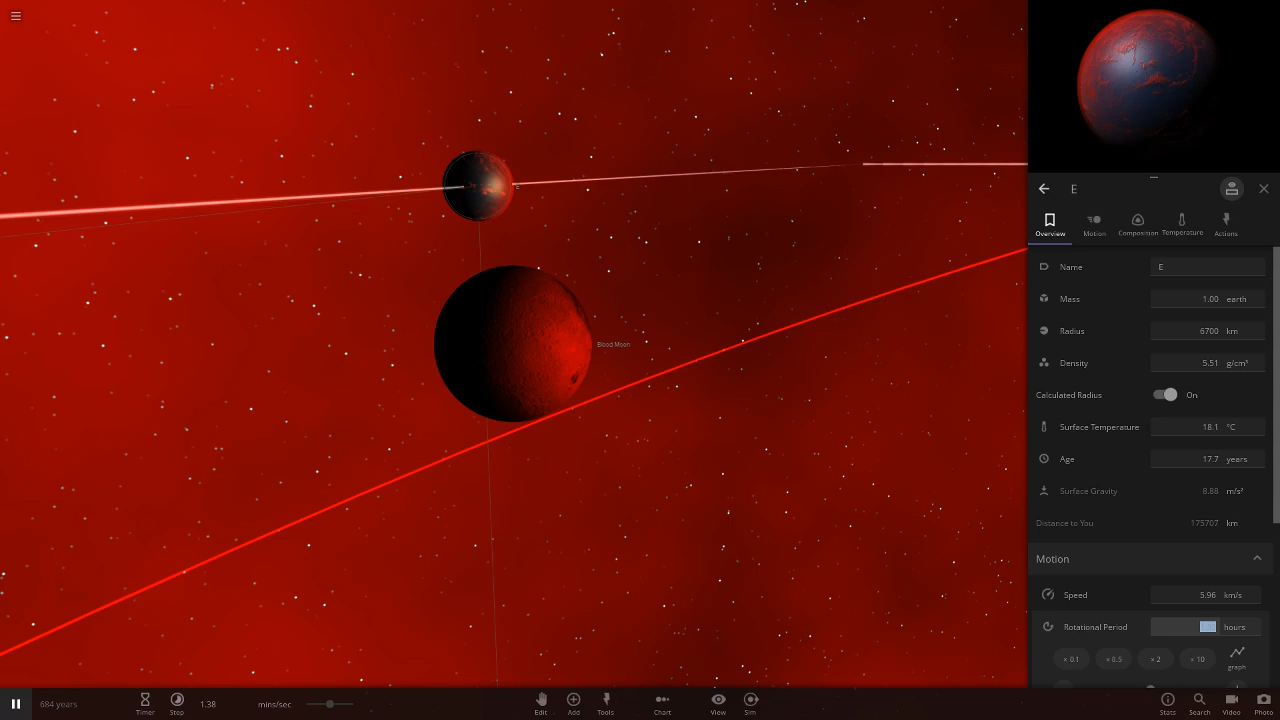 E
E
Overview Motion Composition Temperature Actions
Name E
Mass 1.00 earth
Radius 6700 km
Density 5.51 g/cm³
Calculated Radius On
Surface Temperature 18.1 °C
Age 17.7 years
Surface Gravity 8.88 m/s²
Blood Moon
Distance to You 175707 km
Motion
Speed 5.96 km/s
Rotational Period hours
× 0.1 × 0.5 × 2 × 10 graph
684 years Timer Step 1.38 mins/sec Edit Add Tools Chart View Sim Stats Search Video Photo